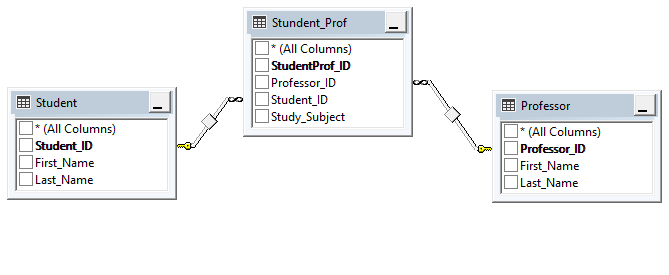 Stundent_Prof
* (All Columns)
StudentProf_ID
Professor_ID
Student_ID
Study_Subject
Student
* (All Columns)
Student_ID
First_Name
Last_Name
Professor
* (All Columns)
Professor_ID
First_Name
Last_Name